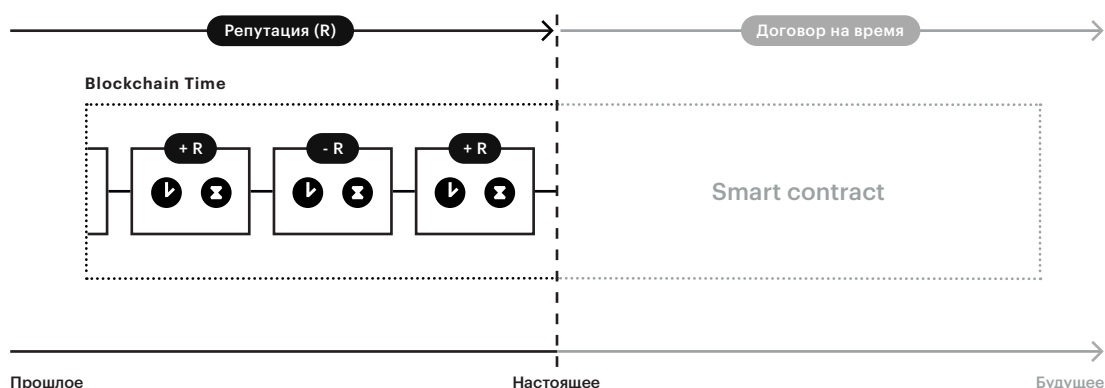 Репутация (R)
Договор на время
Blockchain Time
+ R
- R
+ R
Smart contract
Прошлое
Настоящее
Будущее